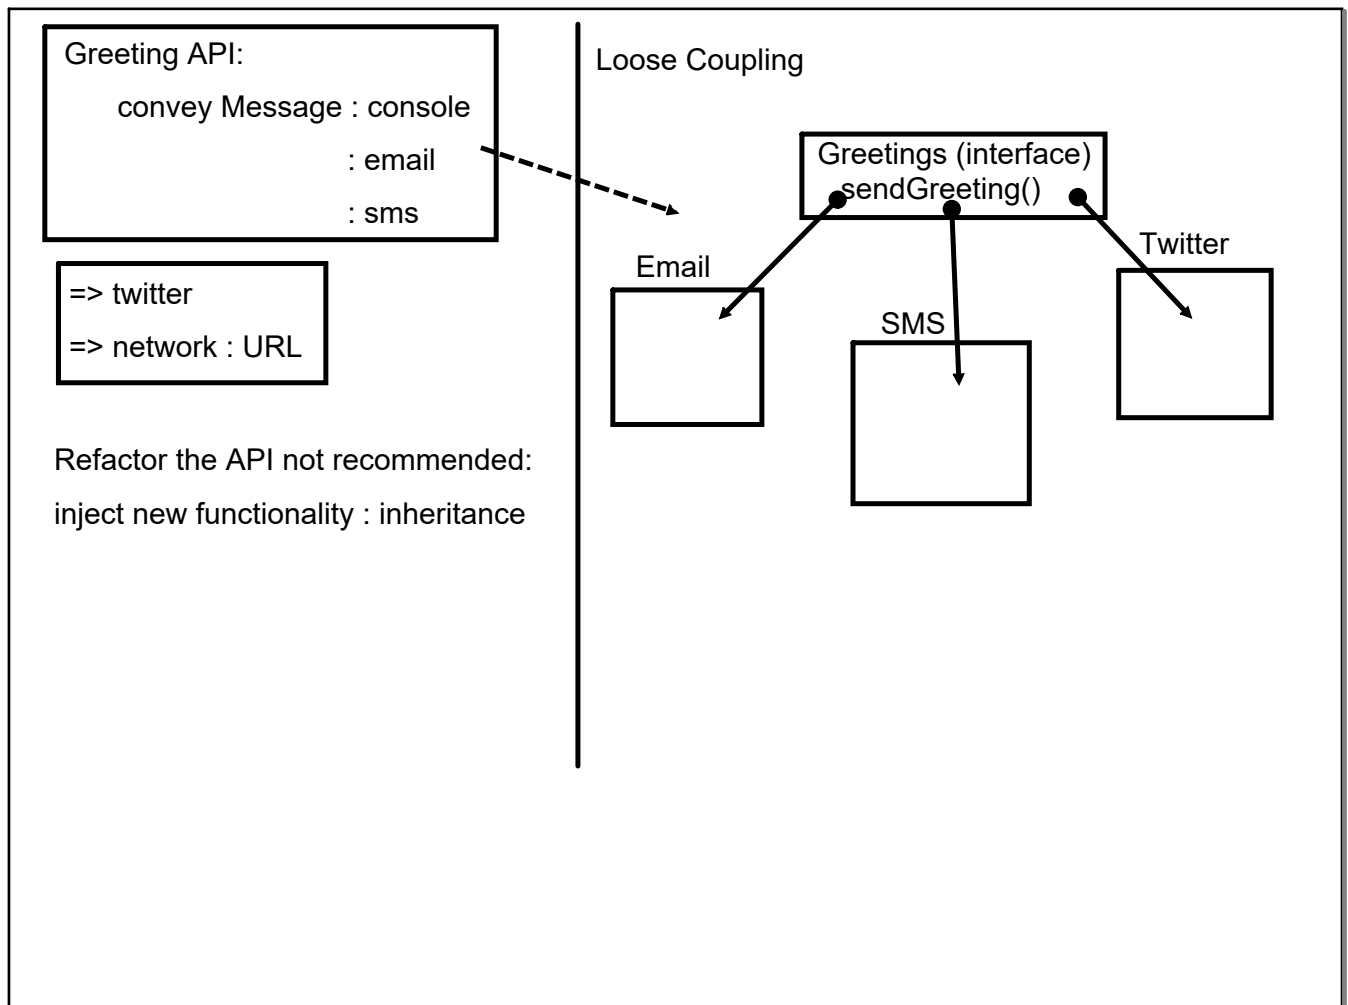 Greeting API:
convey Message : console
: email
: sms
=> twitter
=> network : URL
Refactor the API not recommended:
inject new functionality : inheritance
Loose Coupling
Greetings (interface)
sendGreeting()
Email
SMS
Twitter